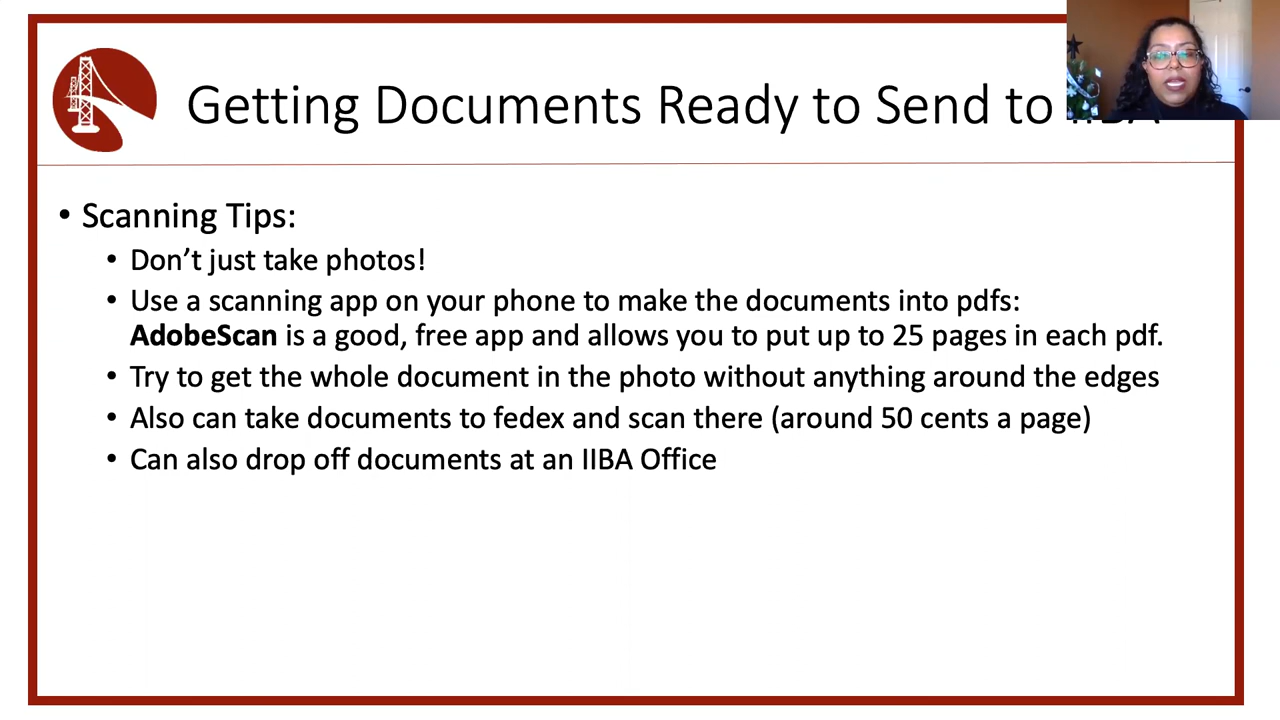 Getting Documents Ready to Send to IIBA
• Scanning Tips:
• Don’t just take photos!
• Use a scanning app on your phone to make the documents into pdfs:
AdobeScan is a good, free app and allows you to put up to 25 pages in each pdf.
• Try to get the whole document in the photo without anything around the edges
• Also can take documents to fedex and scan there (around 50 cents a page)
• Can also drop off documents at an IIBA Office